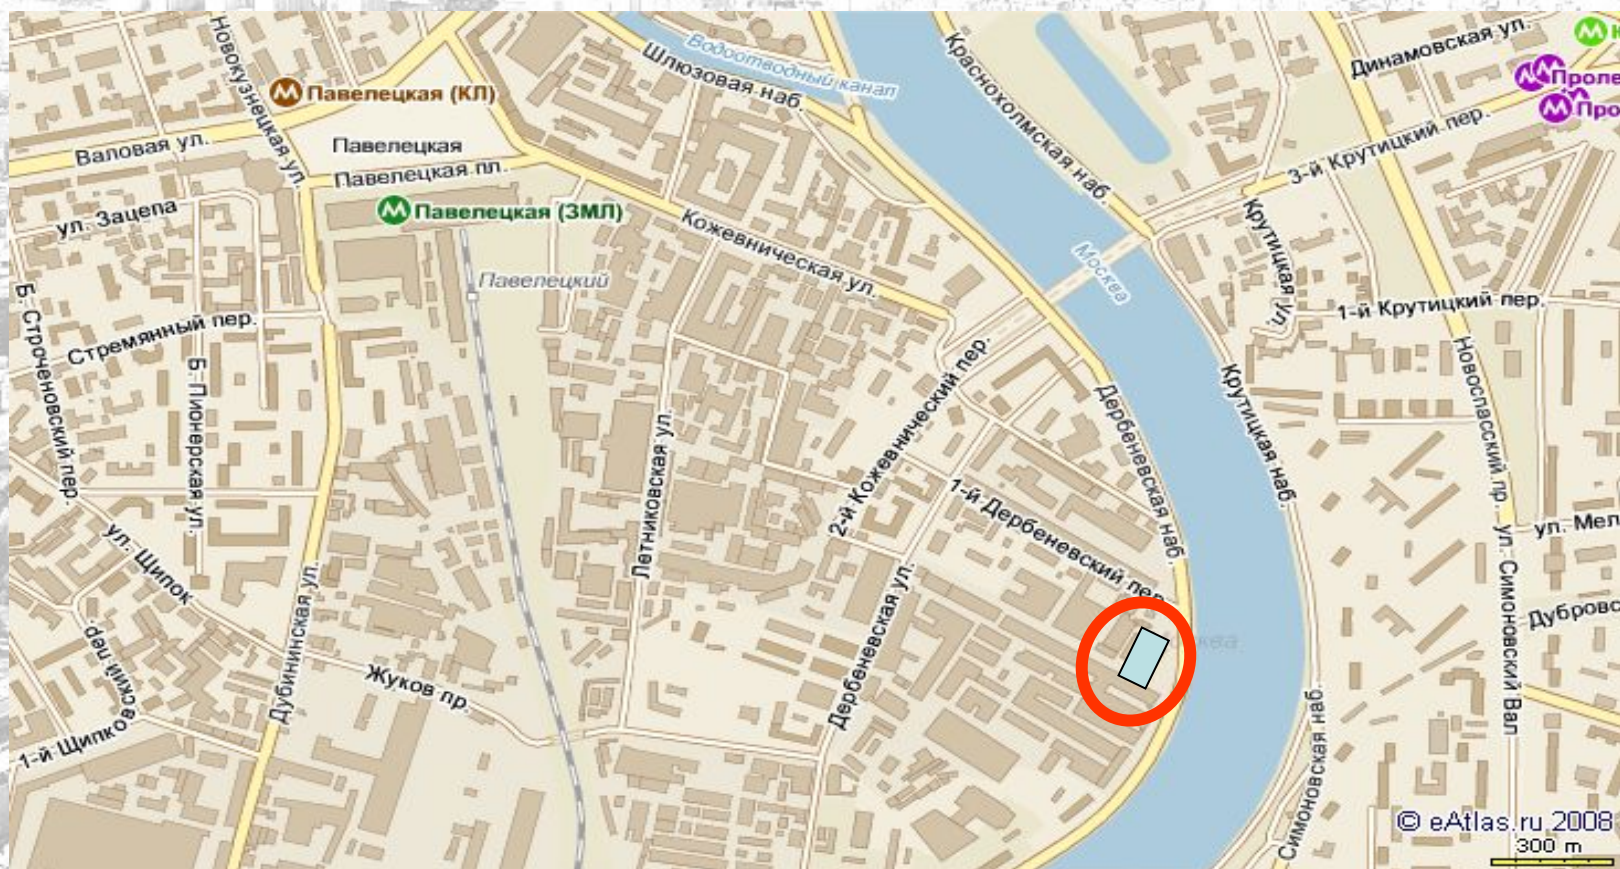 Новокузнецкая ул.
Водоотводный канал
Шлюзовая наб.
Краснохолмская наб.
Динамовская ул.
Павелецкая (КЛ)
Валовая ул.
Павелецкая
Павелецкая пл.
3-й Крутицкий пер.
ул. Зацепа
Павелецкая (ЗМЛ)
Кожевническая ул.
Крутицкая ул.
Москва
Павелецкий
1-й Крутицкий пер.
Б. Строченовский пер.
Стремянный пер.
Б. Пионерская ул.
Новоспасский пр.
Крутицкая наб.
2-й Кожевнический пер.
Дербеневская наб.
Летниковская ул.
1-й Дербеневский пер.
ул. Мел
ул. Щипок
ул. Симоновский Вал
Дубровс
Дубининская ул.
Дербеневская ул.
Жуков пр.
1-й Щипковский пер.
Симоновская наб.
© eAtlas.ru 2008
300 m